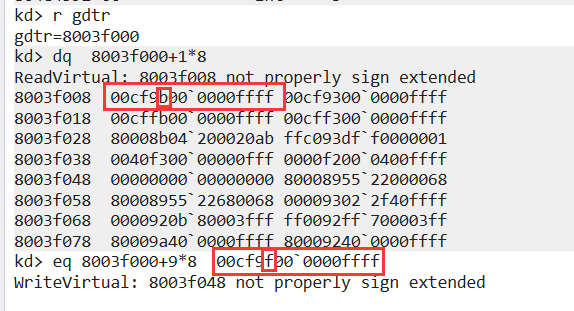 kd> r gdtr
gdtr=8003f000
kd> dq  8003f000+1*8
ReadVirtual: 8003f008 not properly sign extended
8003f008  00cf9b00`0000ffff 00cf9300`0000ffff
8003f018  00cffb00`0000ffff 00cff300`0000ffff
8003f028  80008b04`200020ab ffc093df`f0000001
8003f038  0040f300`00000fff 0000f200`0400ffff
8003f048  00000000`00000000 80008955`22000068
8003f058  80008955`22680068 00009302`2f40ffff
8003f068  0000920b`80003fff ff0092ff`700003ff
8003f078  80009a40`0000ffff 80009240`0000ffff
kd> eq 8003f000+9*8  00cf9f00`0000ffff
WriteVirtual: 8003f048 not properly sign extended